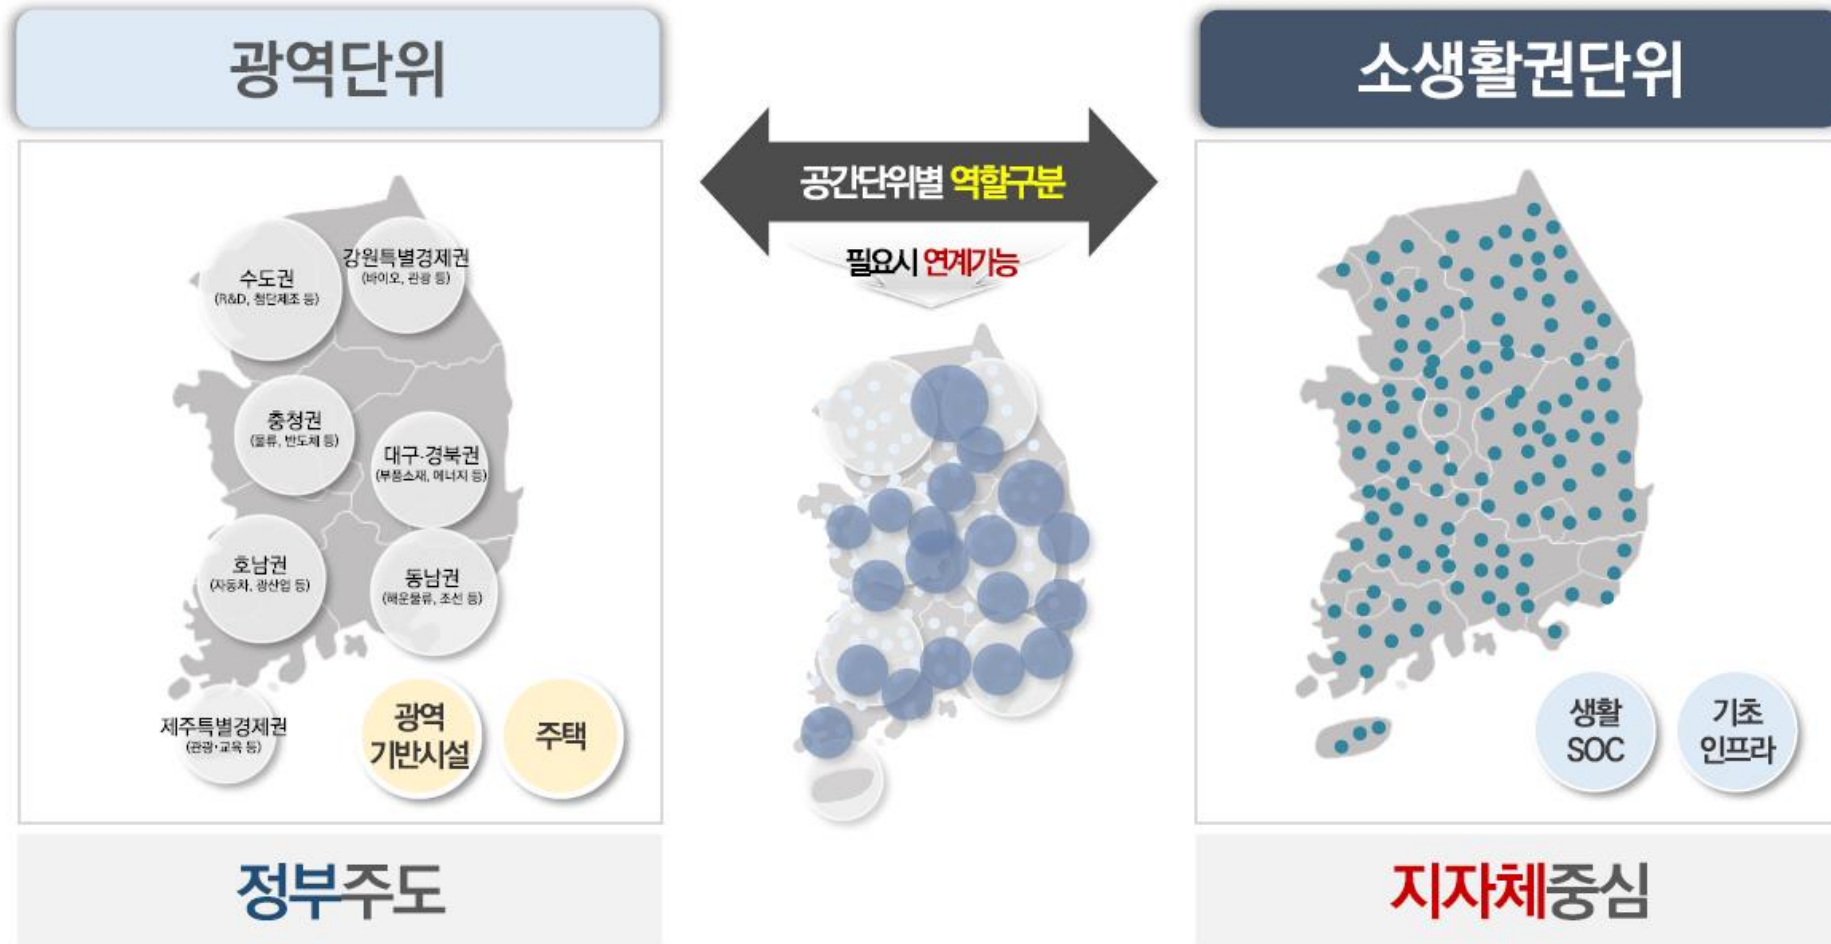 광역단위
수도권
(R&D, 첨단제조 등)
강원특별경제권
(바이오, 관광 등)
충청권
(물류, 반도체 등)
대구·경북권
(부품소재, 에너지 등)
호남권
(자동차, 광산업 등)
동남권
(해운물류, 조선 등)
제주특별경제권
(관광·교육 등)
광역
기반시설
주택
정부주도
공간단위별 역할구분
필요시 연계가능
소생활권단위
생활
SOC
기초
인프라
지자체중심